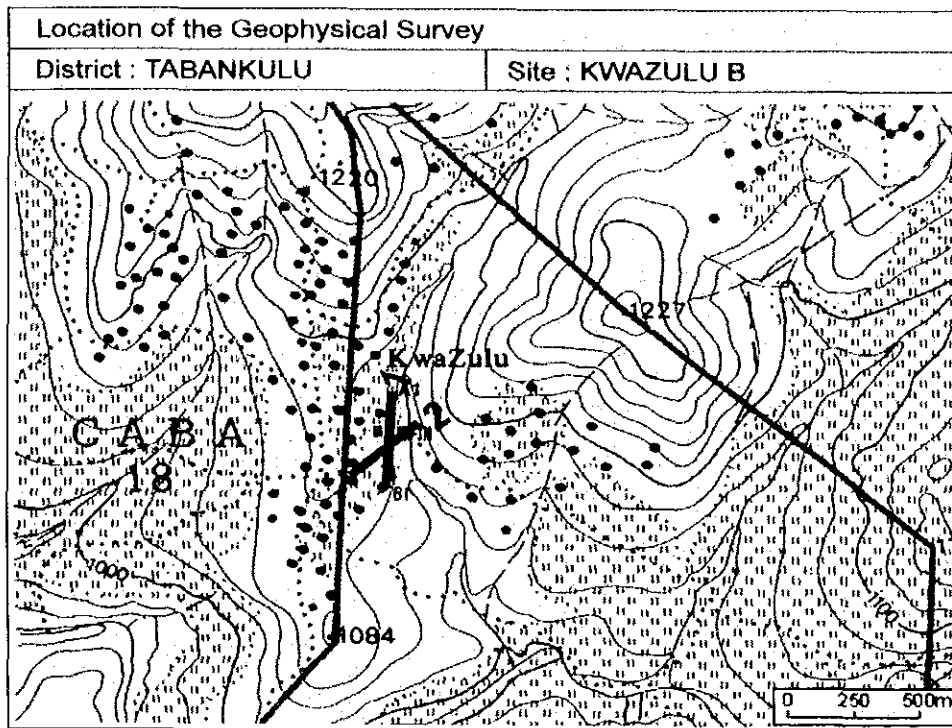 Location of the Geophysical Survey
District : TABANKULU
Site : KWAZULU B
1220
1227
KwaZulu
2
CABA
18
1000
1084
1100
0 250 500m